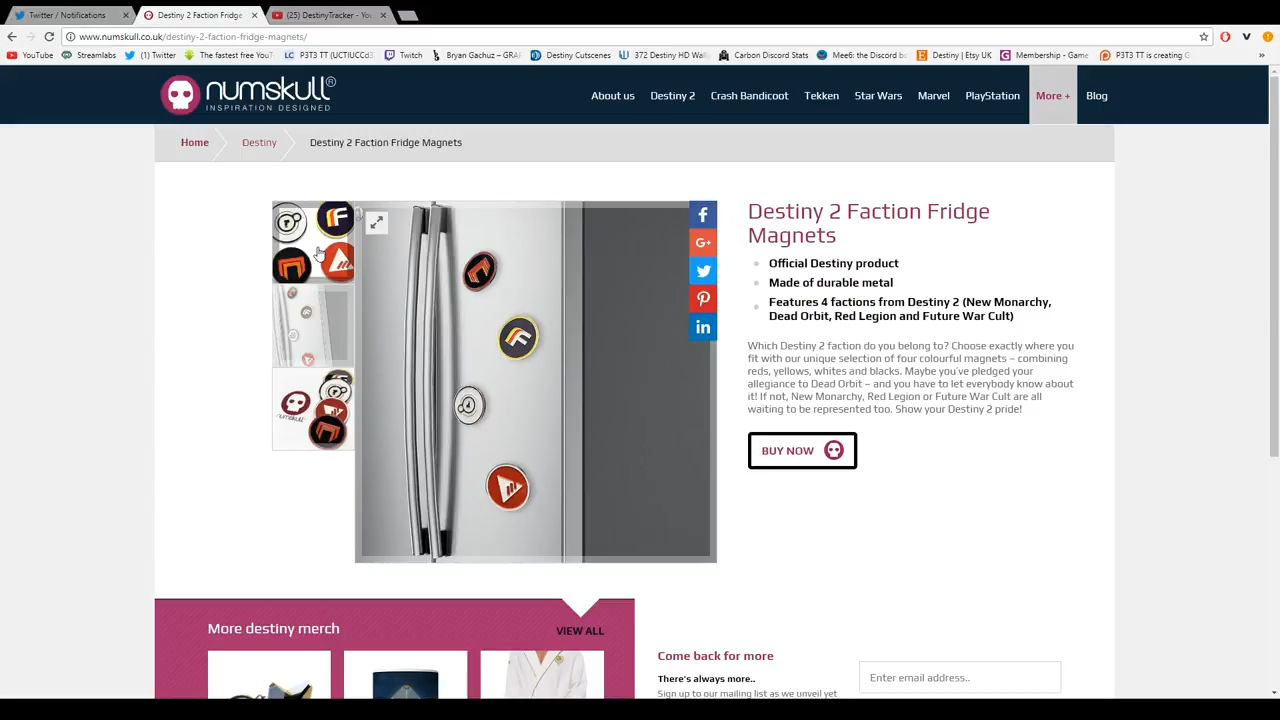 Twitter / Notifications
Destiny 2 Faction Fridge
(25) DestinyTracker - You
www.numskull.co.uk/destiny-2-faction-fridge-magnets/
YouTube
Streamlabs
(1) Twitter
The fastest free YouT
P3T3 TT (UCTIUCCd3
Twitch
Bryan Gachuz – GRA
Destiny Cutscenes
372 Destiny HD Wall
Carbon Discord Stats
Mee6: the Discord bo
Destiny | Etsy UK
Membership - Game
P3T3 TT is creating G
numskull®
INSPIRATION DESIGNED
About us
Destiny 2
Crash Bandicoot
Tekken
Star Wars
Marvel
PlayStation
More +
Blog
Home
Destiny
Destiny 2 Faction Fridge Magnets
Destiny 2 Faction Fridge
Magnets
Official Destiny product
Made of durable metal
Features 4 factions from Destiny 2 (New Monarchy,
Dead Orbit, Red Legion and Future War Cult)
Which Destiny 2 faction do you belong to? Choose exactly where you
fit with our unique selection of four colourful magnets – combining
reds, yellows, whites and blacks. Maybe you've pledged your
allegiance to Dead Orbit – and you have to let everybody know about
it! If not, New Monarchy, Red Legion or Future War Cult are all
waiting to be represented too. Show your Destiny 2 pride!
BUY NOW
More destiny merch
VIEW ALL
Come back for more
There's always more..
Sign up to our mailing list as we unveil yet
Enter email address..